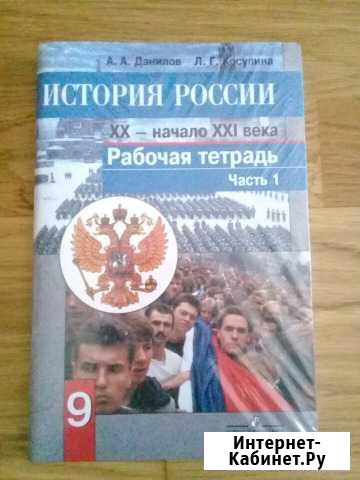 А. А. Данилов Л. Г. Косулина
ИСТОРИЯ РОССИИ
XX – начало XXI века
Рабочая тетрадь
Часть 1
9
Интернет-
Кабинет.Ру